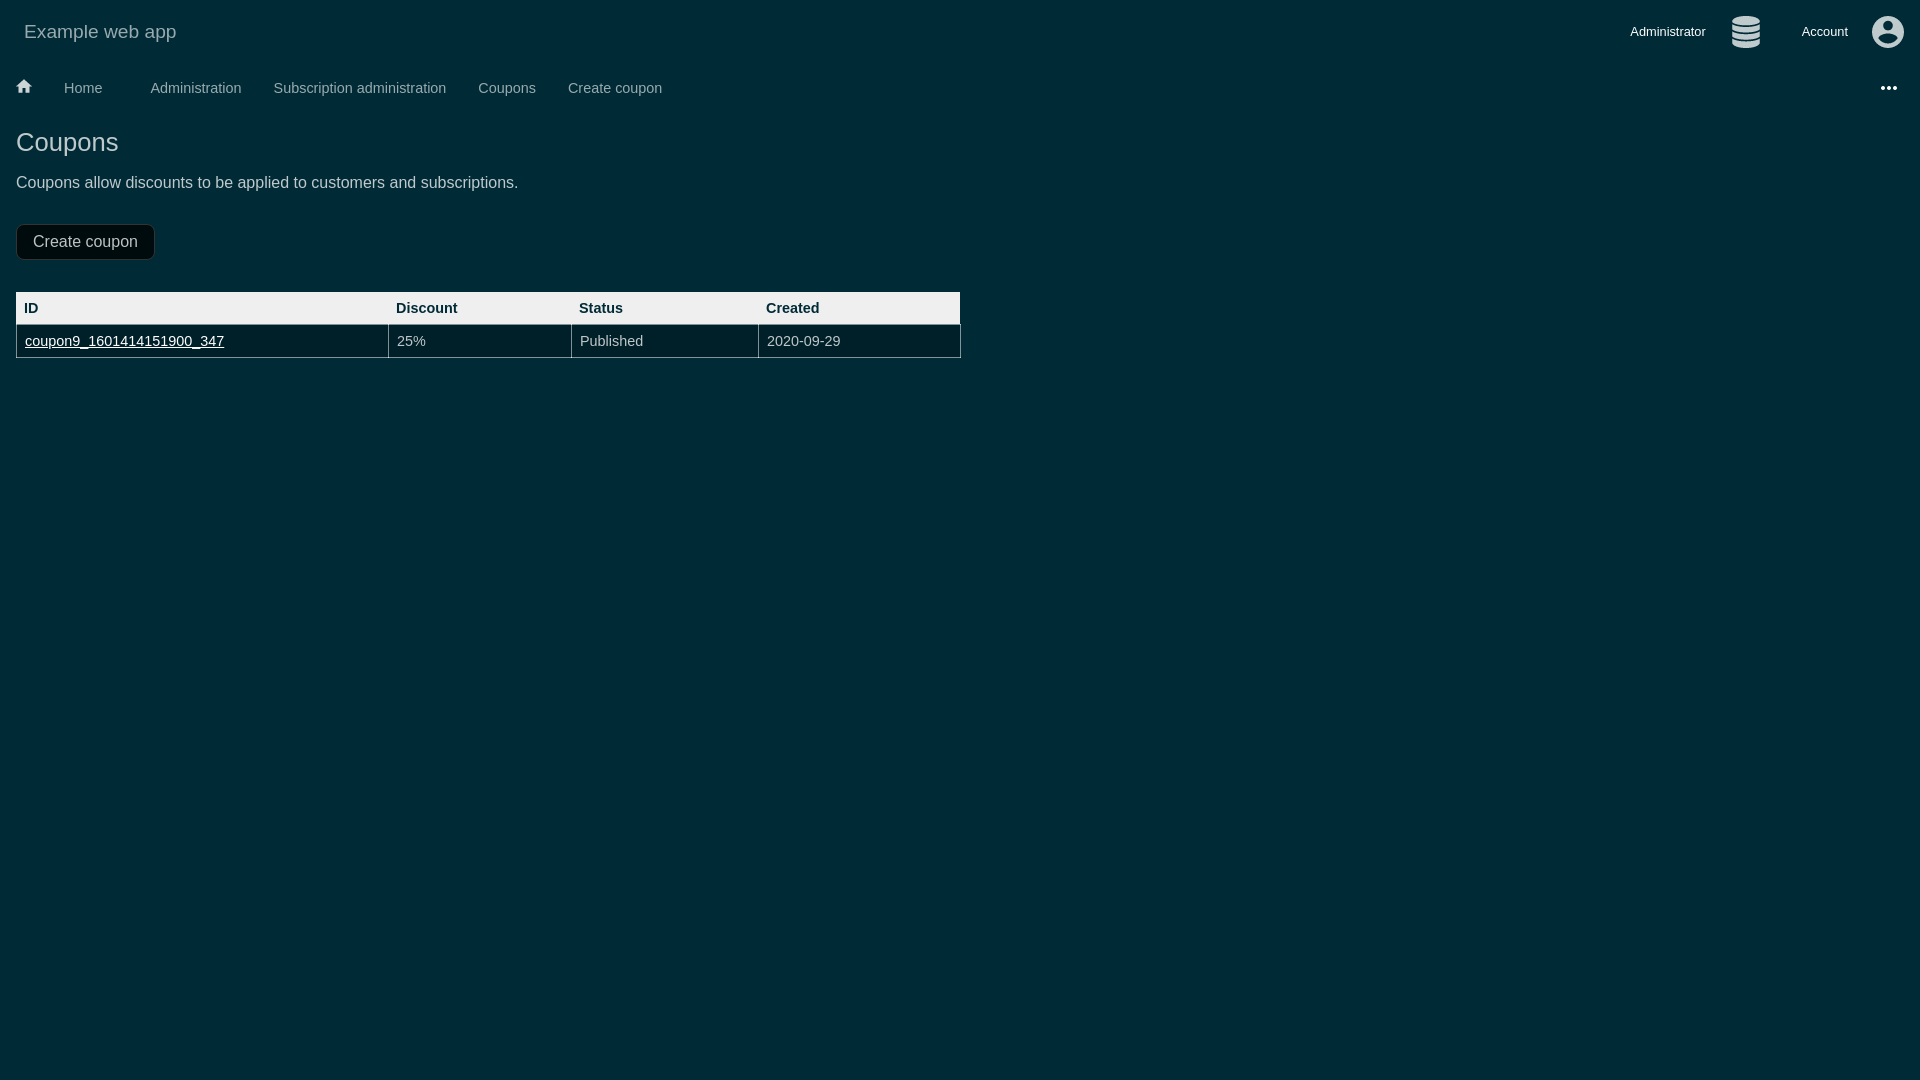 Example web app
Administrator
Account
Home
Administration
Subscription administration
Coupons
Create coupon
Coupons
Coupons allow discounts to be applied to customers and subscriptions.
Create coupon
ID Discount Status Created
coupon9_1601414151900_347 25% Published 2020-09-29